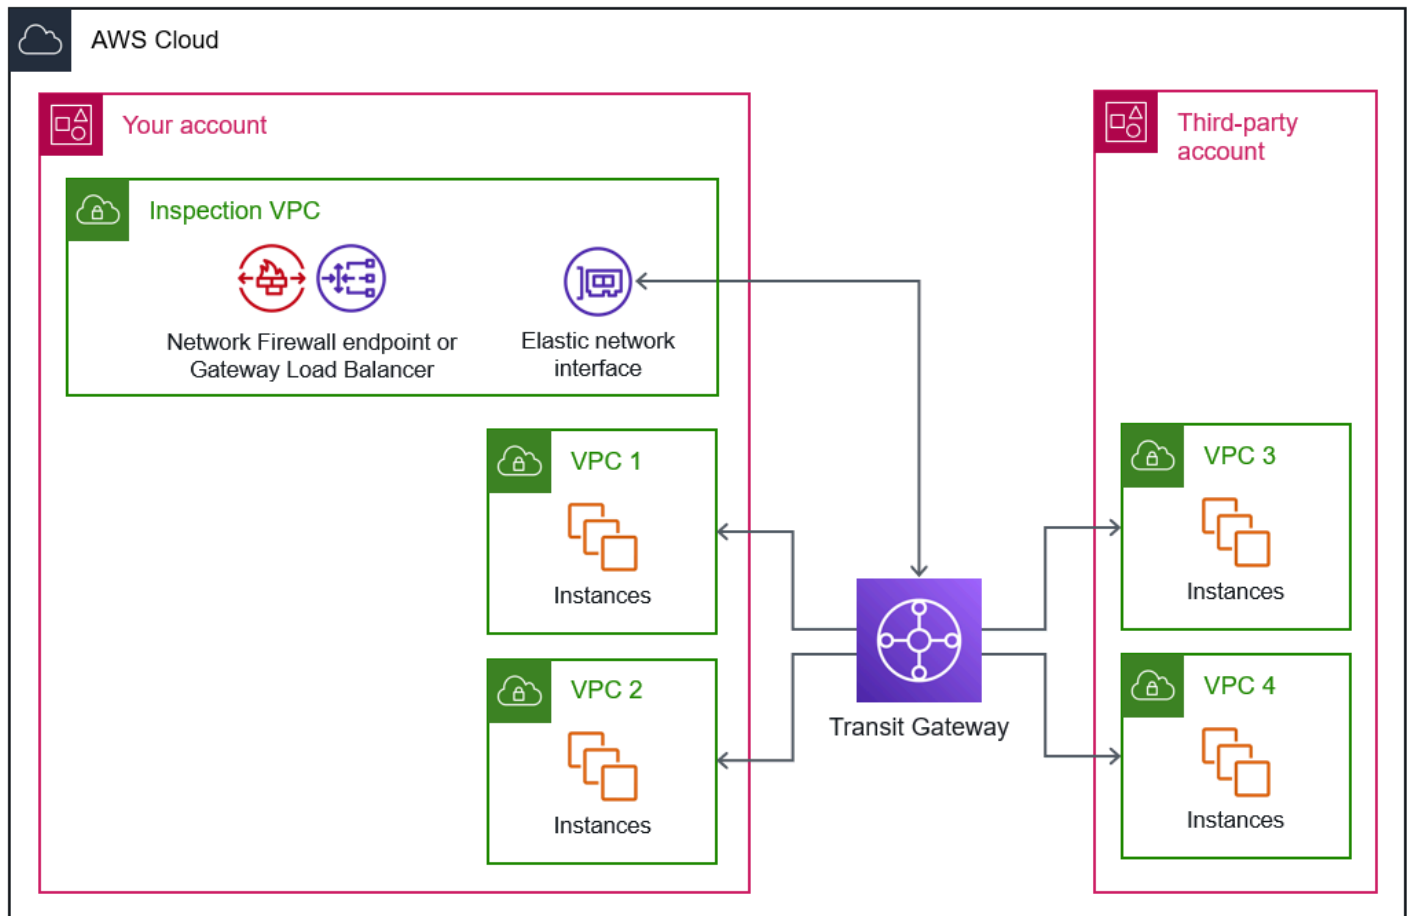 AWS Cloud
Your account
Inspection VPC
Network Firewall endpoint or
Gateway Load Balancer
Elastic network
interface
VPC 1
Instances
VPC 2
Instances
Transit Gateway
Third-party
account
VPC 3
Instances
VPC 4
Instances